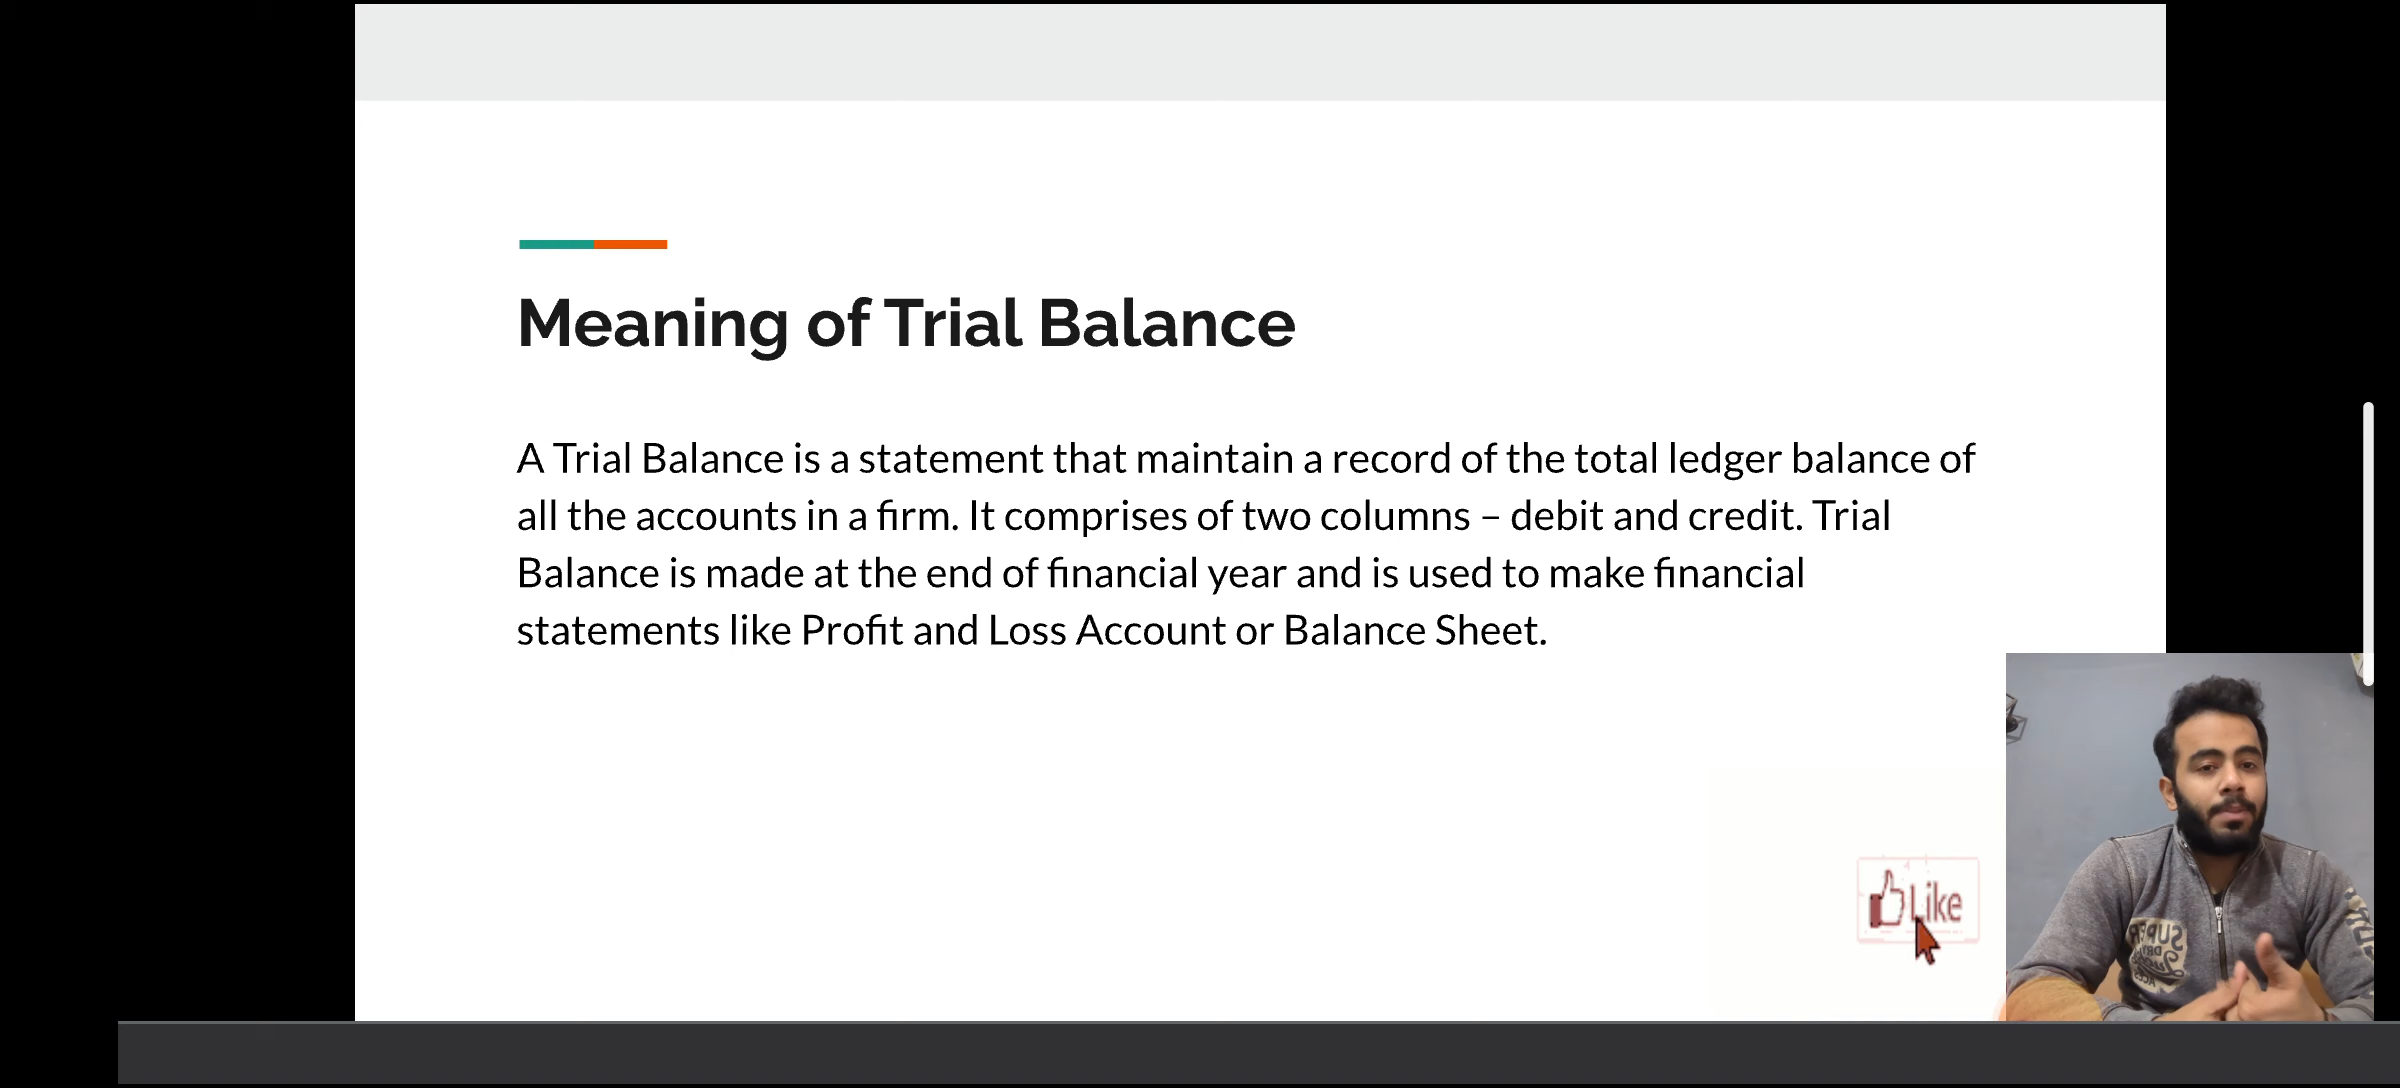 Meaning of Trial Balance
A Trial Balance is a statement that maintain a record of the total ledger balance of
all the accounts in a firm. It comprises of two columns – debit and credit. Trial
Balance is made at the end of financial year and is used to make financial
statements like Profit and Loss Account or Balance Sheet.
Like
SUPER
DRY